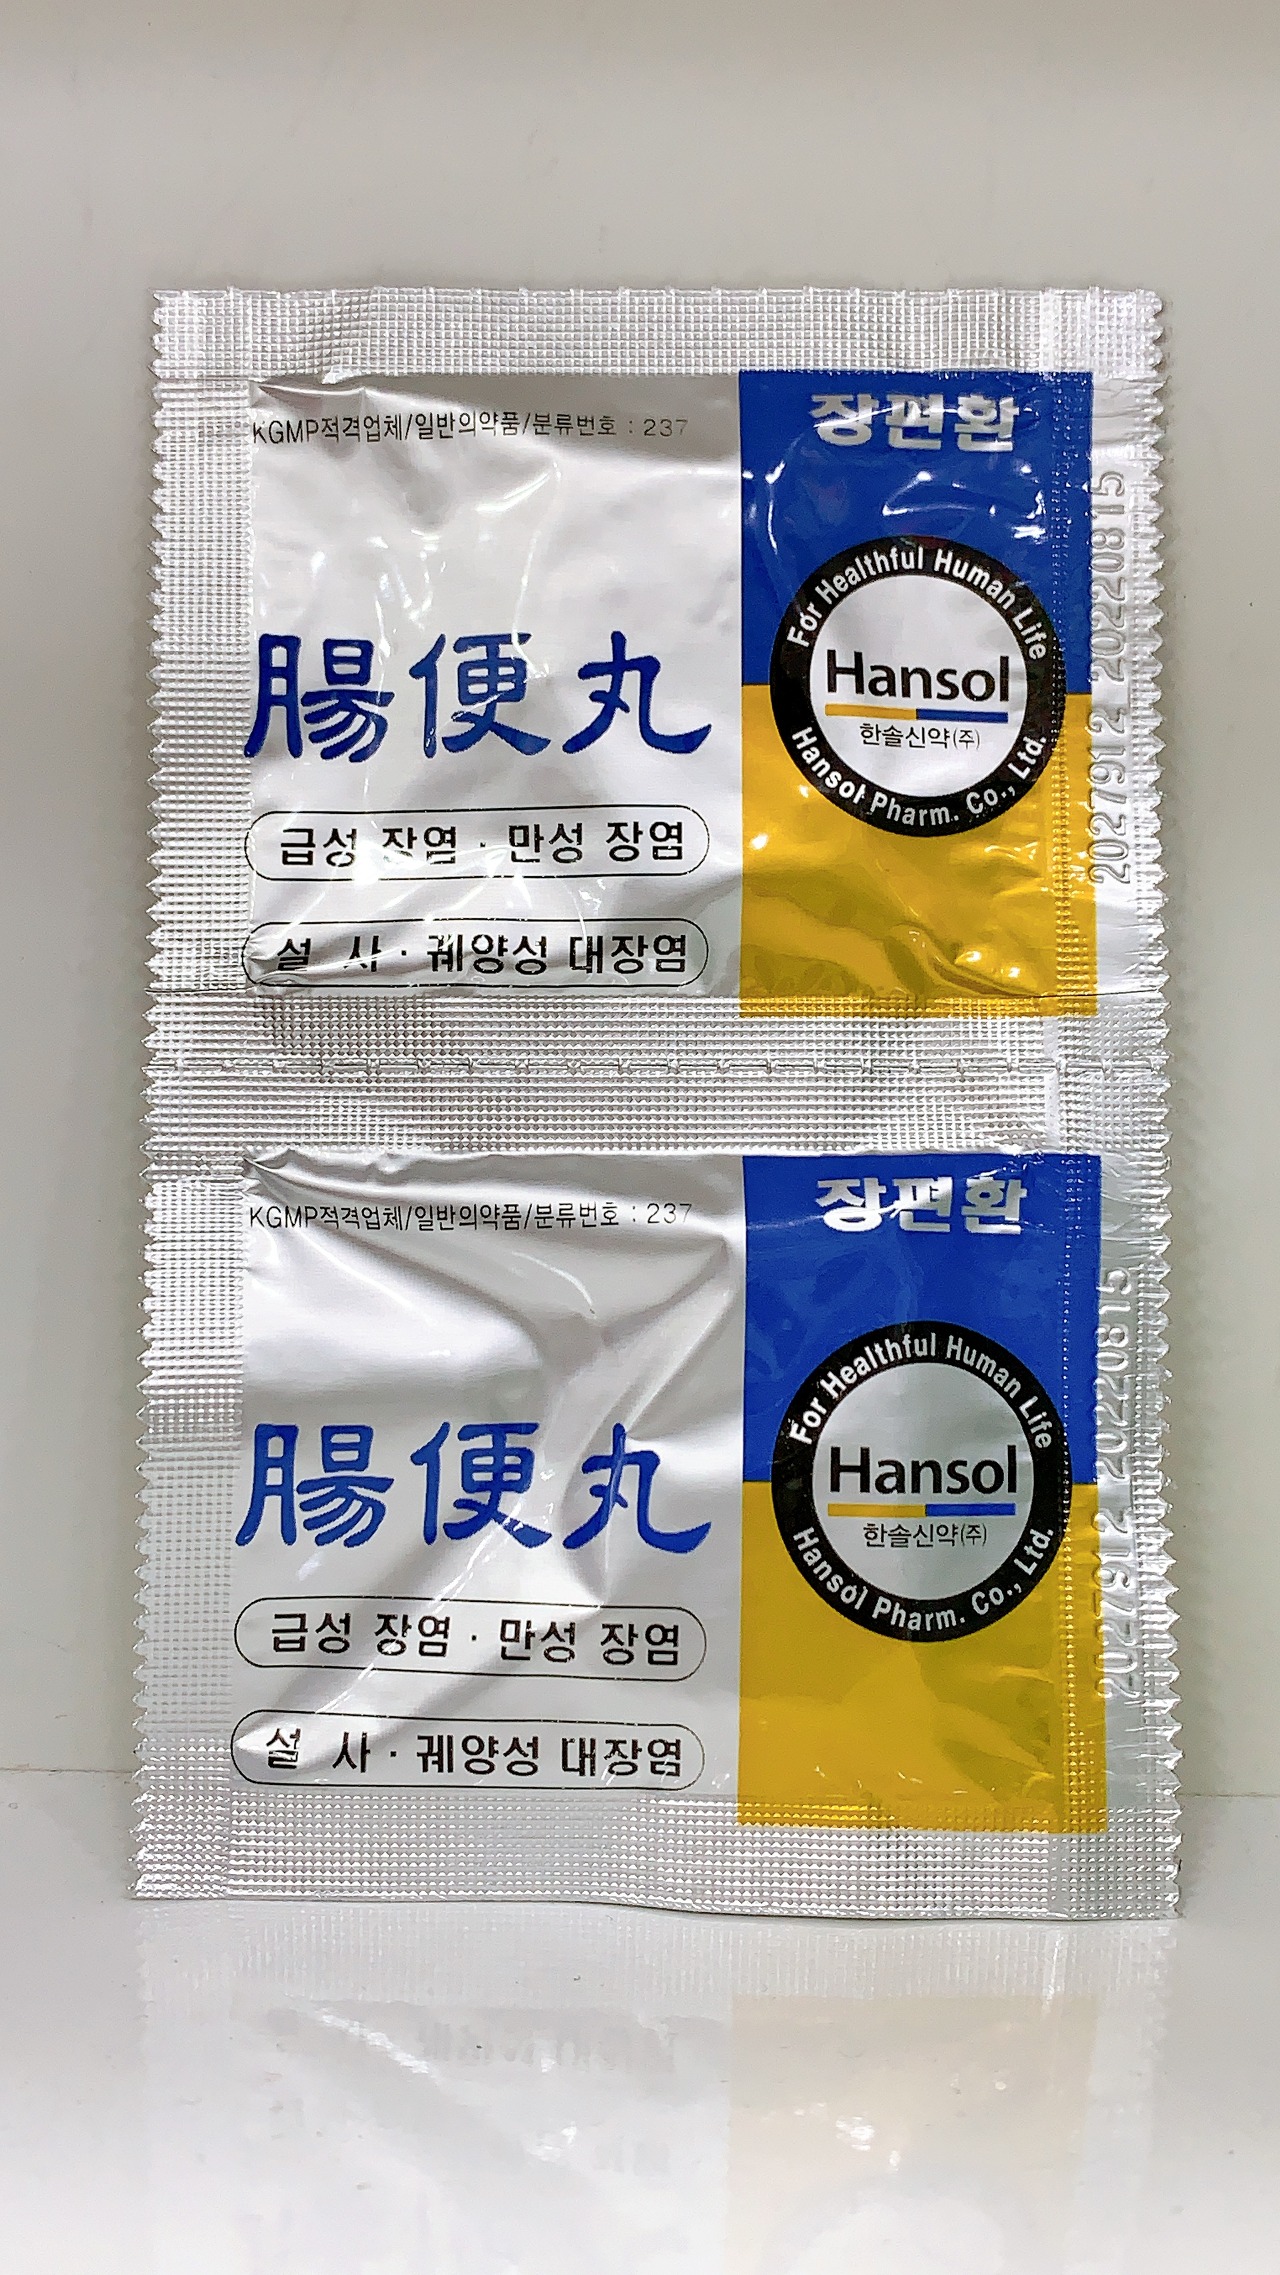 KGMP적격업체/일반의약품/분류번호 : 237
장편환
腸便丸
For Healthful Human Life
Hansol
한솔신약(주)
Hansol Pharm. Co., Ltd.
급성 장염 · 만성 장염
설 사 · 궤양성 대장염
2027912 20220815
KGMP적격업체/일반의약품/분류번호 : 237
장편환
腸便丸
For Healthful Human Life
Hansol
한솔신약(주)
Hansol Pharm. Co., Ltd.
급성 장염 · 만성 장염
설 사 · 궤양성 대장염
2027912 20220815